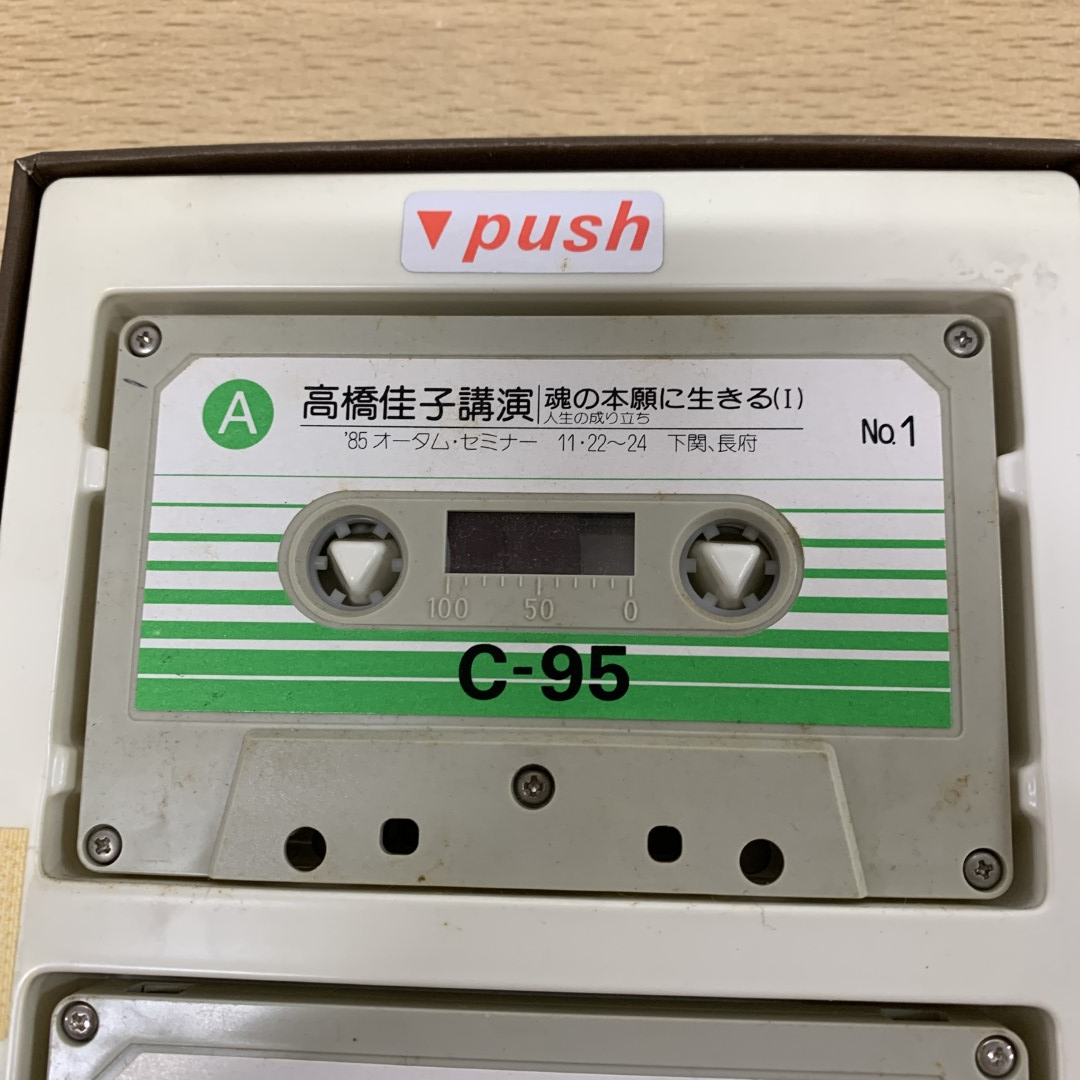 ▼push
A
高橋佳子講演 魂の本願に生きる(I)
人生の成り立ち
'85 オータム・セミナー 11・22〜24 下関、長府
No.1
100 50 0
C-95